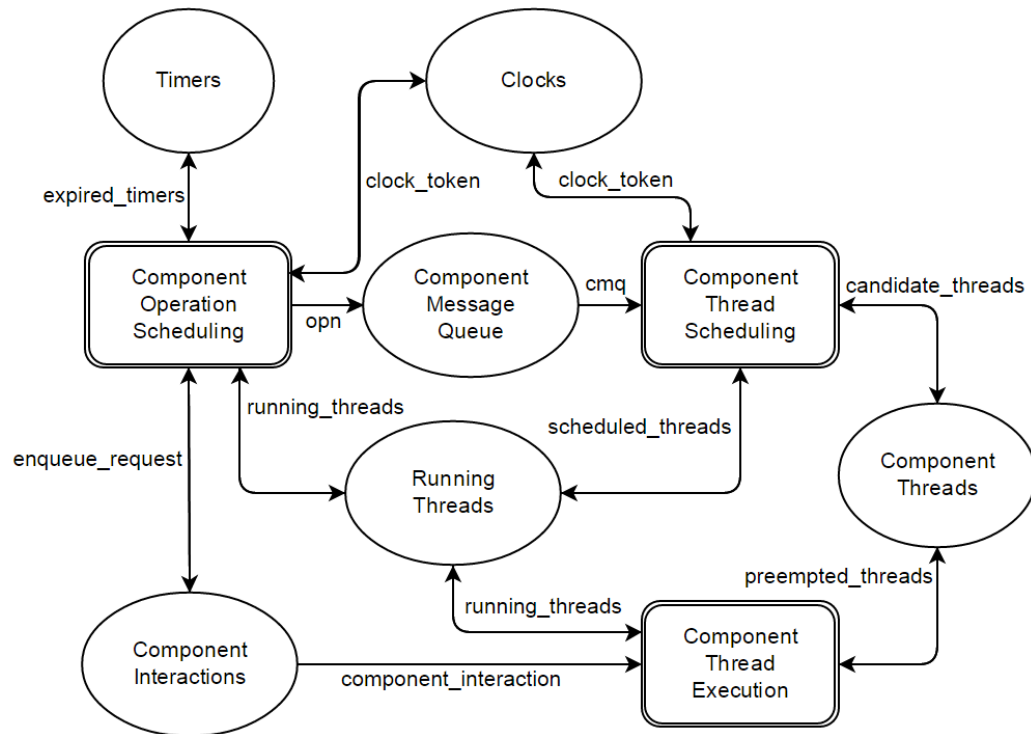 Timers
Clocks
expired_timers
clock_token
clock_token
Component
Operation
Scheduling
opn
Component
Message
Queue
cmq
Component
Thread
Scheduling
candidate_threads
running_threads
scheduled_threads
enqueue_request
Running
Threads
Component
Threads
preempted_threads
running_threads
Component
Interactions
component_interaction
Component
Thread
Execution